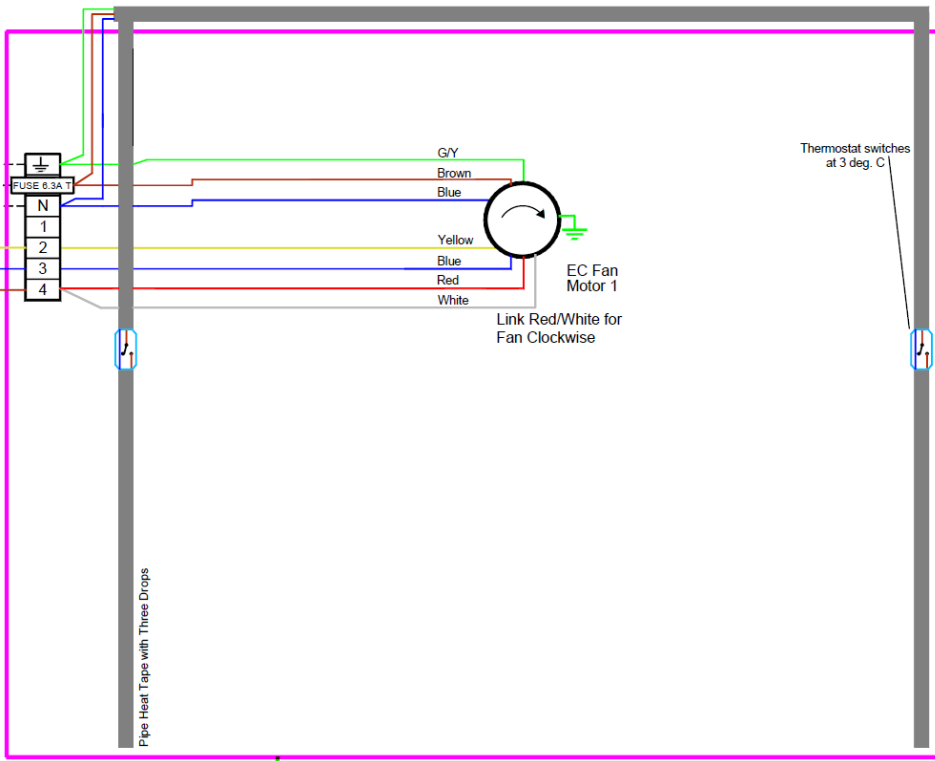 G/Y
Thermostat switches
at 3 deg. C
Brown
FUSE 6.3A T
Blue
N
1
Yellow
2
Blue
3
EC Fan
Motor 1
Red
4
White
Link Red/White for
Fan Clockwise
Pipe Heat Tape with Three Drops